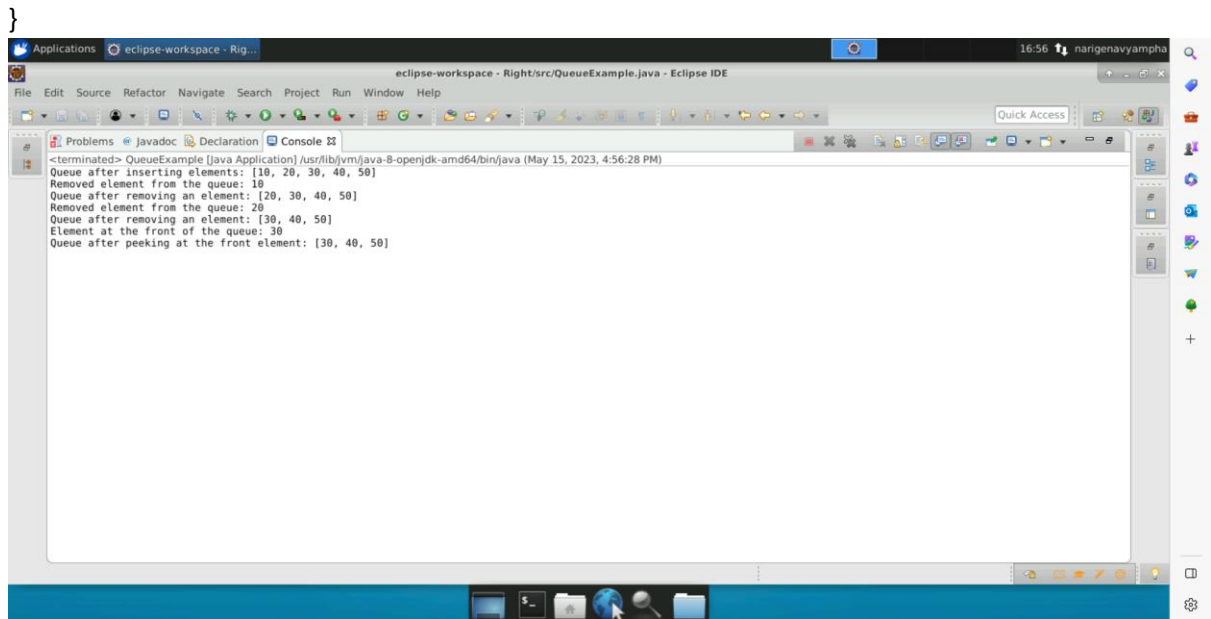 }
Applications eclipse-workspace - Rig... 16:56 narigenavyampha
eclipse-workspace - Right/src/QueueExample.java - Eclipse IDE
File Edit Source Refactor Navigate Search Project Run Window Help
Quick Access
Problems Javadoc Declaration Console
<terminated> QueueExample [Java Application] /usr/lib/jvm/java-8-openjdk-amd64/bin/java (May 15, 2023, 4:56:28 PM)
Queue after inserting elements: [10, 20, 30, 40, 50]
Removed element from the queue: 10
Queue after removing an element: [20, 30, 40, 50]
Removed element from the queue: 20
Queue after removing an element: [30, 40, 50]
Element at the front of the queue: 30
Queue after peeking at the front element: [30, 40, 50]